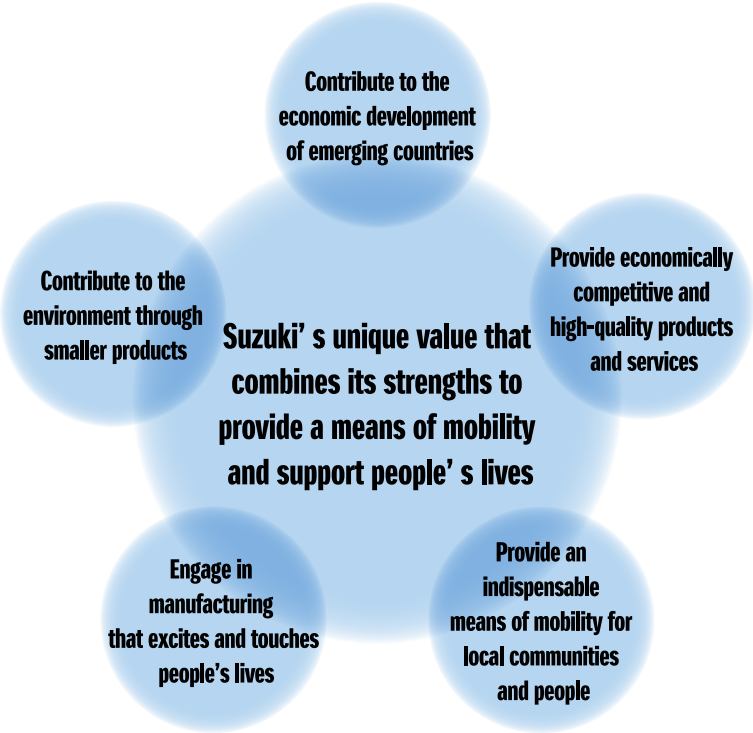 Contribute to the
economic development
of emerging countries
Contribute to the
environment through
smaller products
Provide economically
competitive and
high-quality products
and services
Suzuki’ s unique value that
combines its strengths to
provide a means of mobility
and support people’ s lives
Engage in
manufacturing
that excites and touches
people’s lives
Provide an
indispensable
means of mobility for
local communities
and people